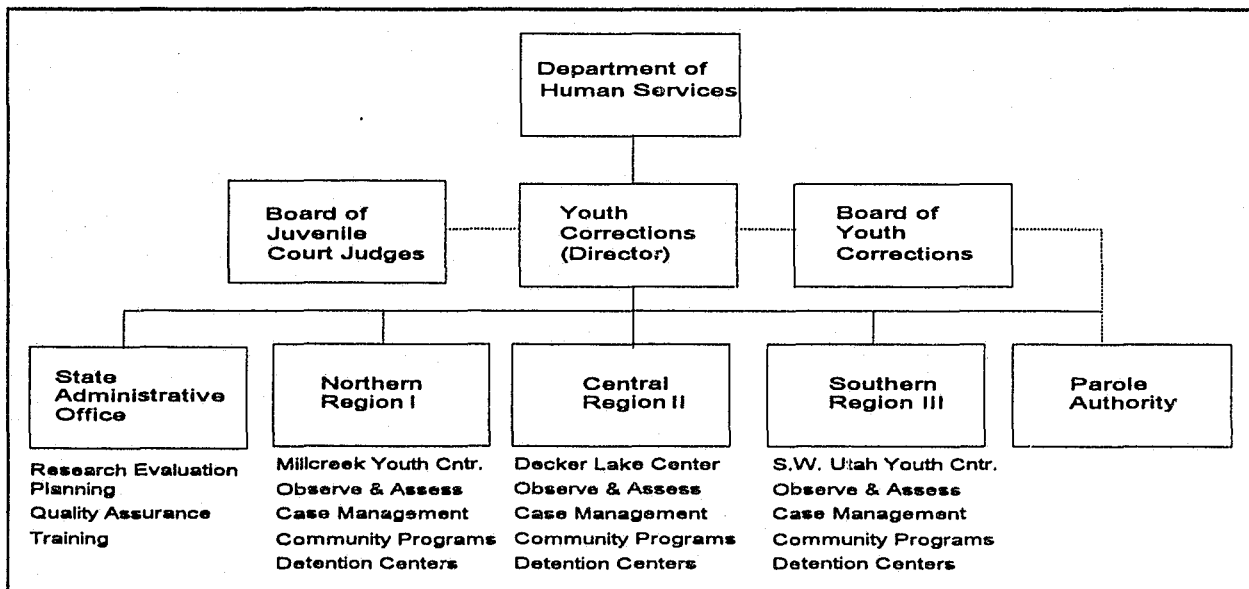 Department of
Human Services
Board of
Juvenile
Court Judges
Youth
Corrections
(Director)
Board of
Youth
Corrections
State
Administrative
Office
Northern
Region I
Central
Region II
Southern
Region III
Parole
Authority
Research Evaluation
Planning
Quality Assurance
Training
Millcreek Youth Cntr.
Observe & Assess
Case Management
Community Programs
Detention Centers
Decker Lake Center
Observe & Assess
Case Management
Community Programs
Detention Centers
S.W. Utah Youth Cntr.
Observe & Assess
Case Management
Community Programs
Detention Centers